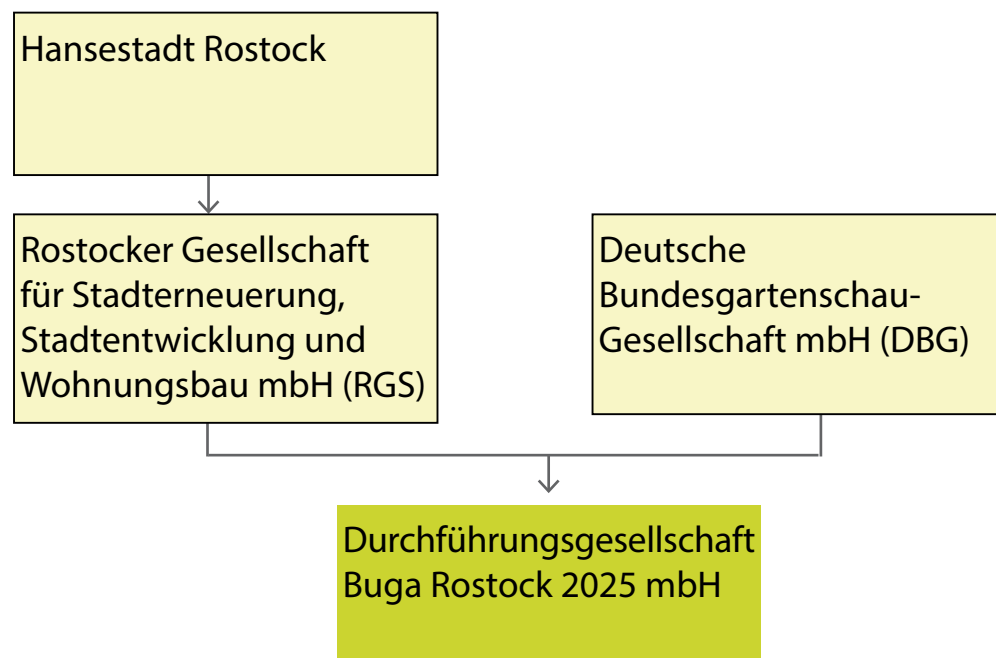 Hansestadt Rostock
Rostocker Gesellschaft
für Stadterneuerung,
Stadtentwicklung und
Wohnungsbau mbH (RGS)
Deutsche
Bundesgartenschau-
Gesellschaft mbH (DBG)
Durchführungsgesellschaft
Buga Rostock 2025 mbH